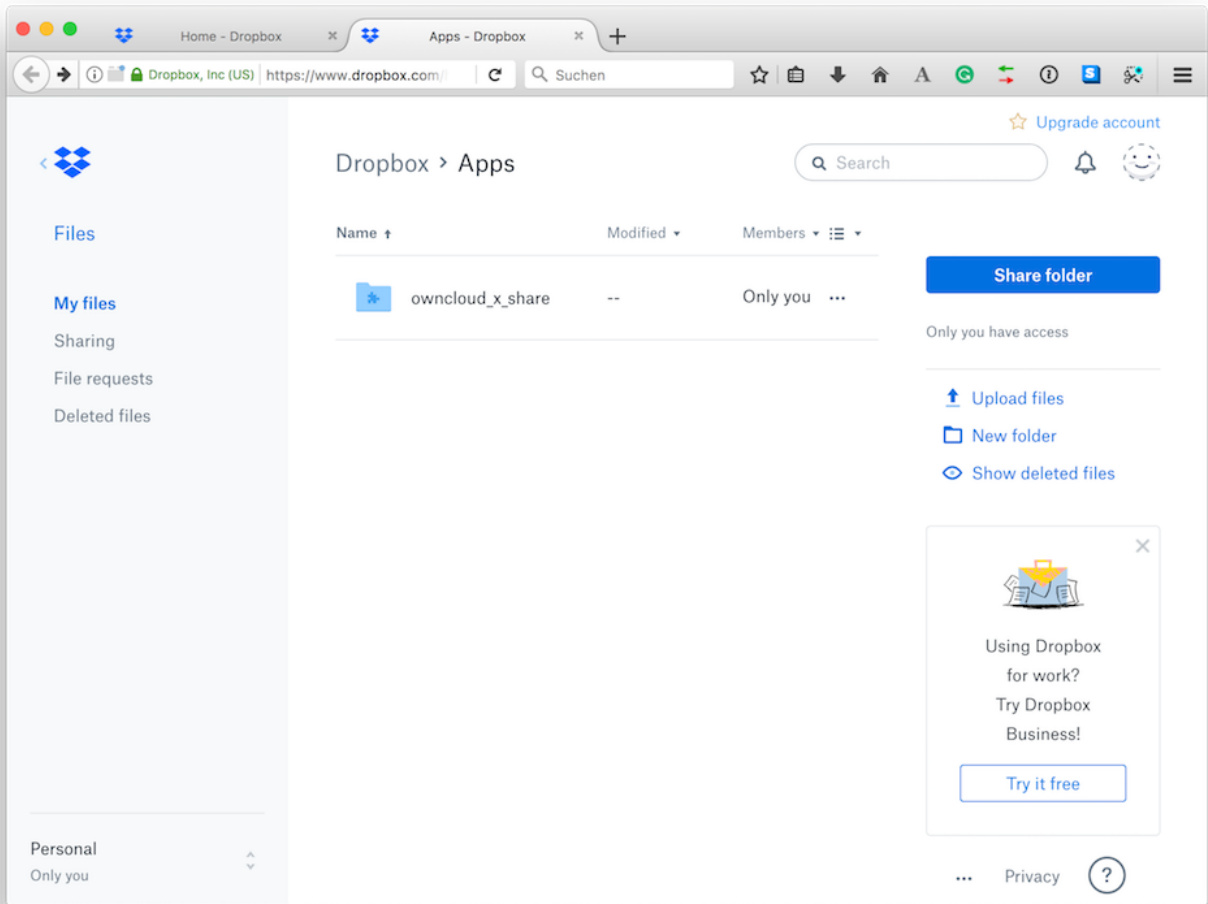 Home - Dropbox
Apps - Dropbox
Dropbox, Inc (US) https://www.dropbox.com/
Suchen
Upgrade account
Dropbox > Apps
Search
Files
Name
Modified
Members
Share folder
My files
owncloud_x_share
--
Only you
Only you have access
Sharing
File requests
Deleted files
Upload files
New folder
Show deleted files
Using Dropbox
for work?
Try Dropbox
Business!
Try it free
Personal
Only you
Privacy
?